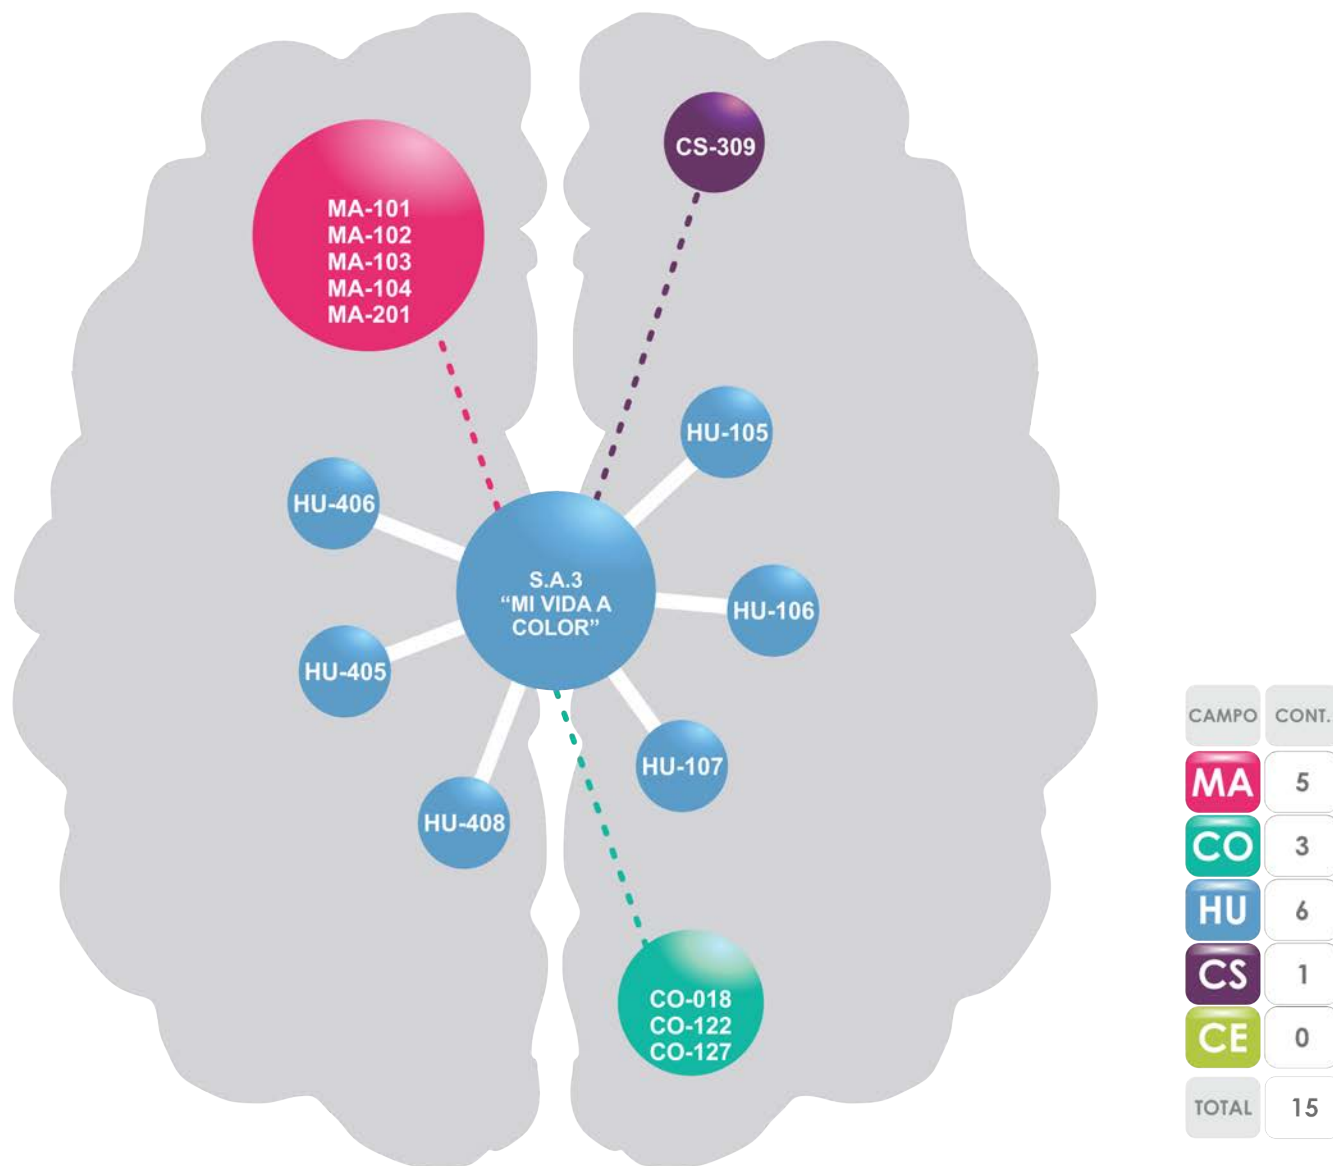 CS-309
MA-101
MA-102
MA-103
MA-104
MA-201
HU-105
HU-406
S.A.3
“MI VIDA A
COLOR”
HU-106
HU-405
HU-107
HU-408
CO-018
CO-122
CO-127
CAMPO CONT.
MA 5
CO 3
HU 6
CS 1
CE 0
TOTAL 15